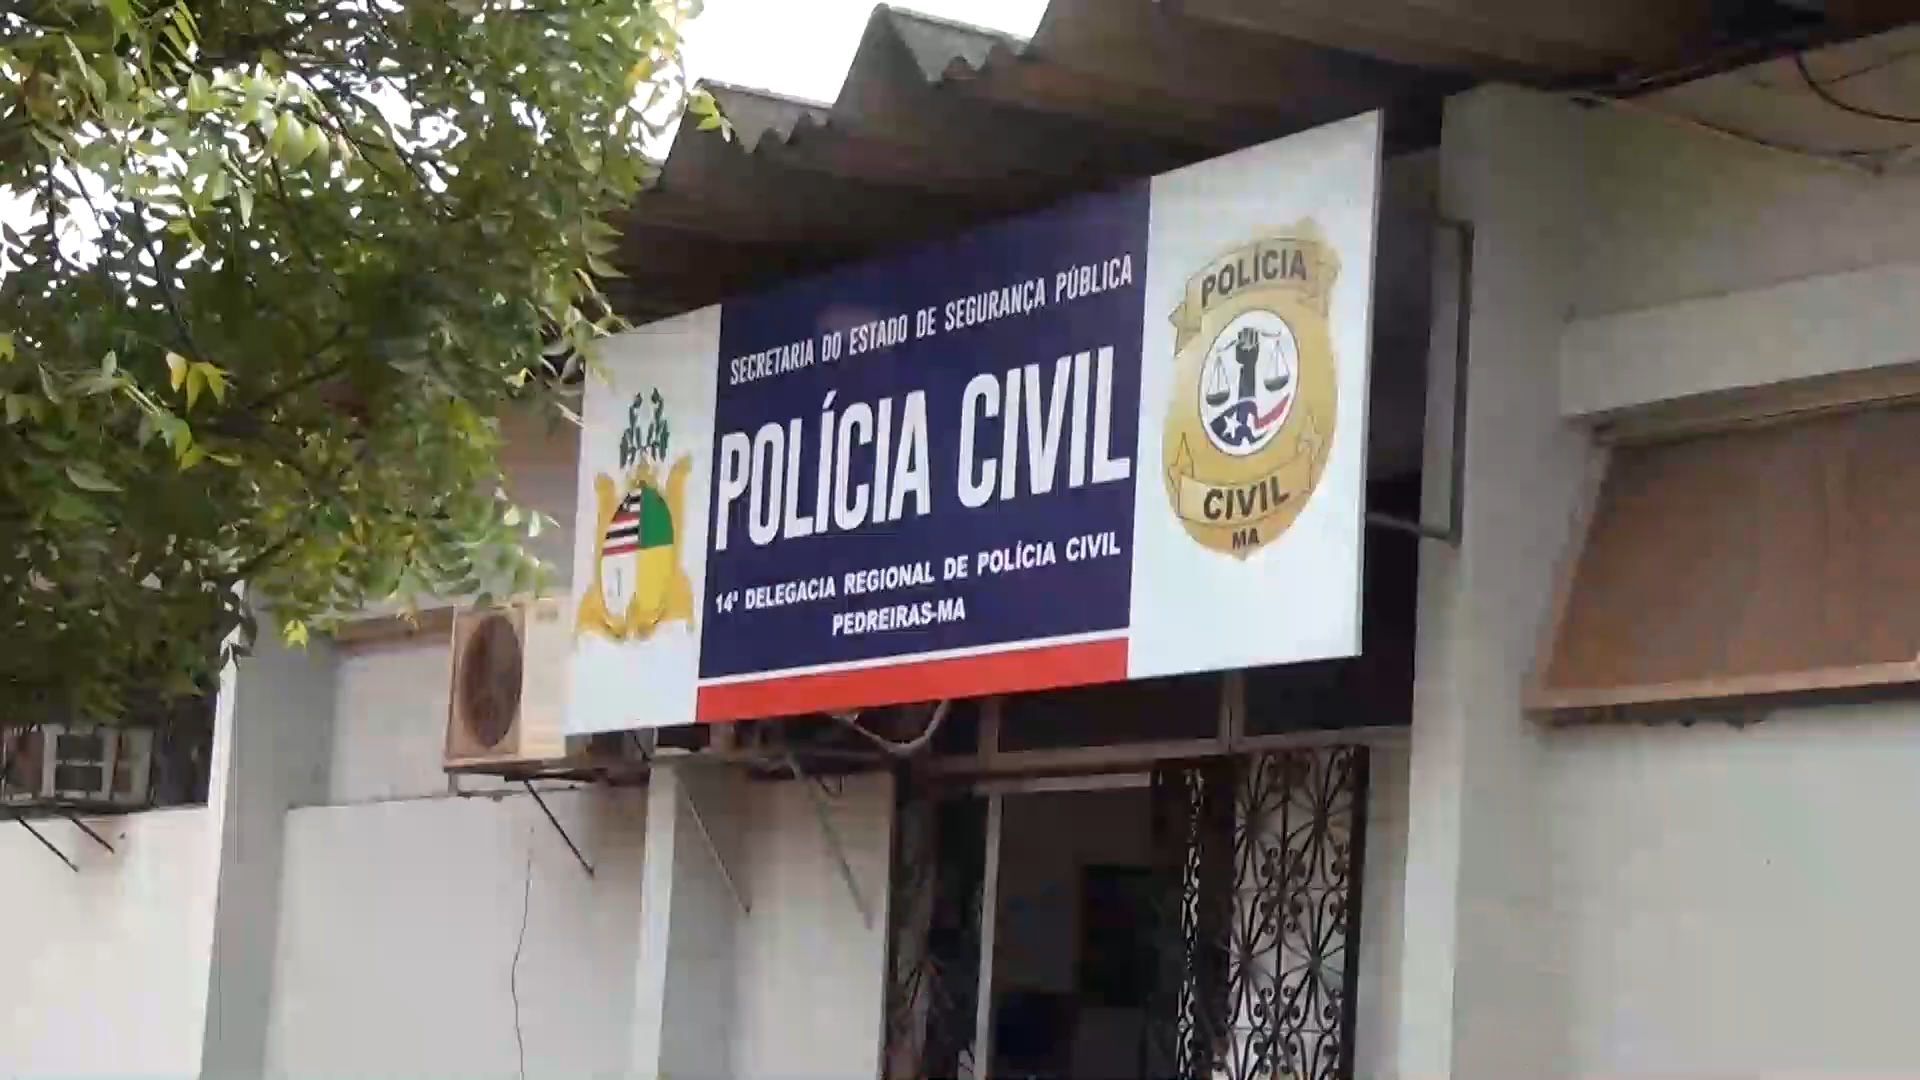 SECRETARIA DO ESTADO DE SEGURANÇA PÚBLICA
POLÍCIA CIVIL
14ª DELEGACIA REGIONAL DE POLÍCIA CIVIL
PEDREIRAS-MA
POLÍCIA
CIVIL
MA